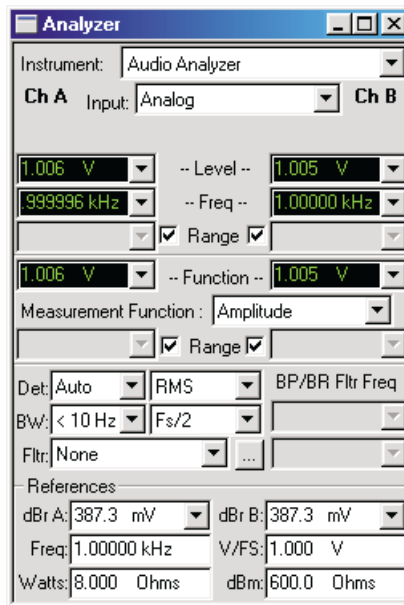 Analyzer
Instrument: Audio Analyzer
Ch A Input: Analog Ch B
1.006 V -- Level -- 1.005 V
.999996 kHz -- Freq -- 1.00000 kHz
Range
1.006 V -- Function -- 1.005 V
Measurement Function : Amplitude
Range
Det: Auto RMS BP/BR Fltr Freq
BW: < 10 Hz Fs/2
Fltr: None ...
References
dBr A: 387.3 mV dBr B: 387.3 mV
Freq: 1.00000 kHz V/FS: 1.000 V
Watts: 8.000 Ohms dBm: 600.0 Ohms